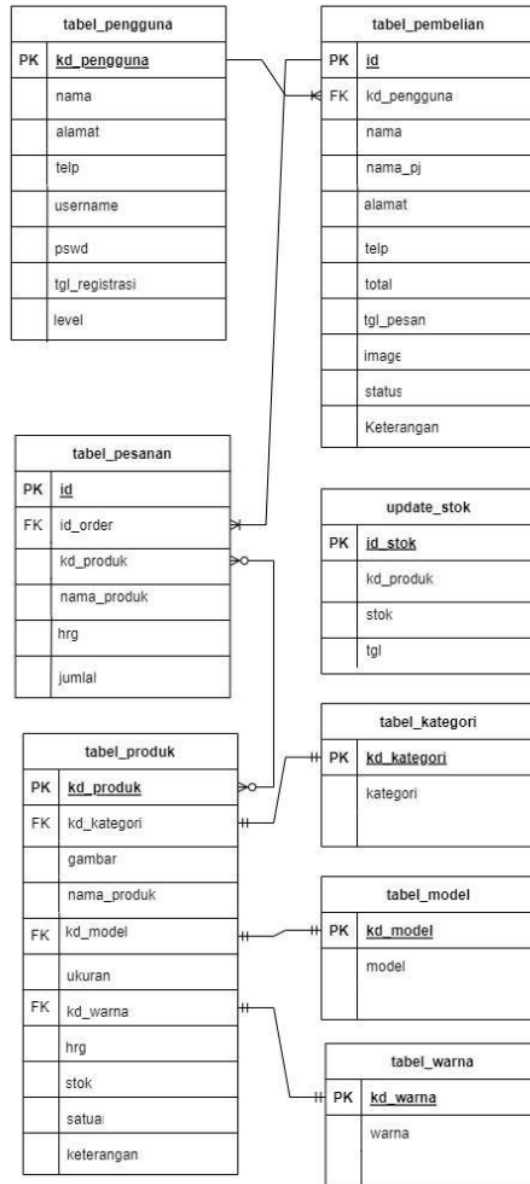 tabel_pengguna
PK kd_pengguna
nama
alamat
telp
username
pswd
tgl_registrasi
level
tabel_pembelian
PK id
FK kd_pengguna
nama
nama_pj
alamat
telp
total
tgl_pesan
image
status
Keterangan
tabel_pesanan
PK id
FK id_order
kd_produk
nama_produk
hrg
jumlal
update_stok
PK id_stok
kd_produk
stok
tgl
tabel_produk
PK kd_produk
FK kd_kategori
gambar
nama_produk
FK kd_model
ukuran
FK kd_warna
hrg
stok
satuai
keterangan
tabel_kategori
PK kd_kategori
kategori
tabel_model
PK kd_model
model
tabel_warna
PK kd_warna
warna